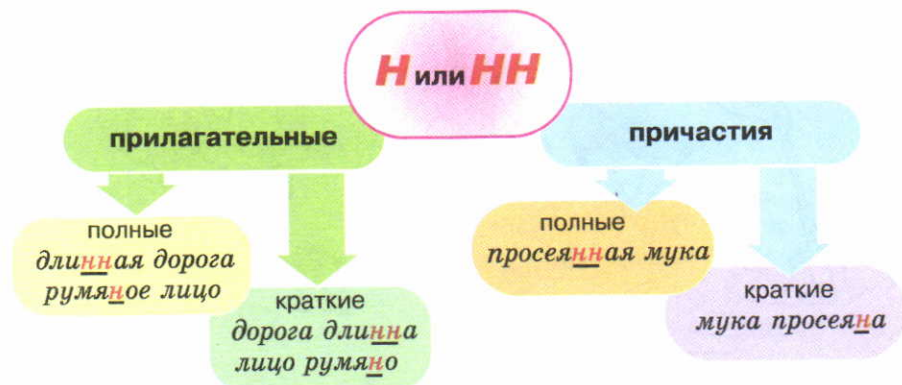 Н или НН
прилагательные
полные
длинная дорога
румяное лицо
краткие
дорога длинна
лицо румяно
причастия
полные
просеянная мука
краткие
мука просеяна